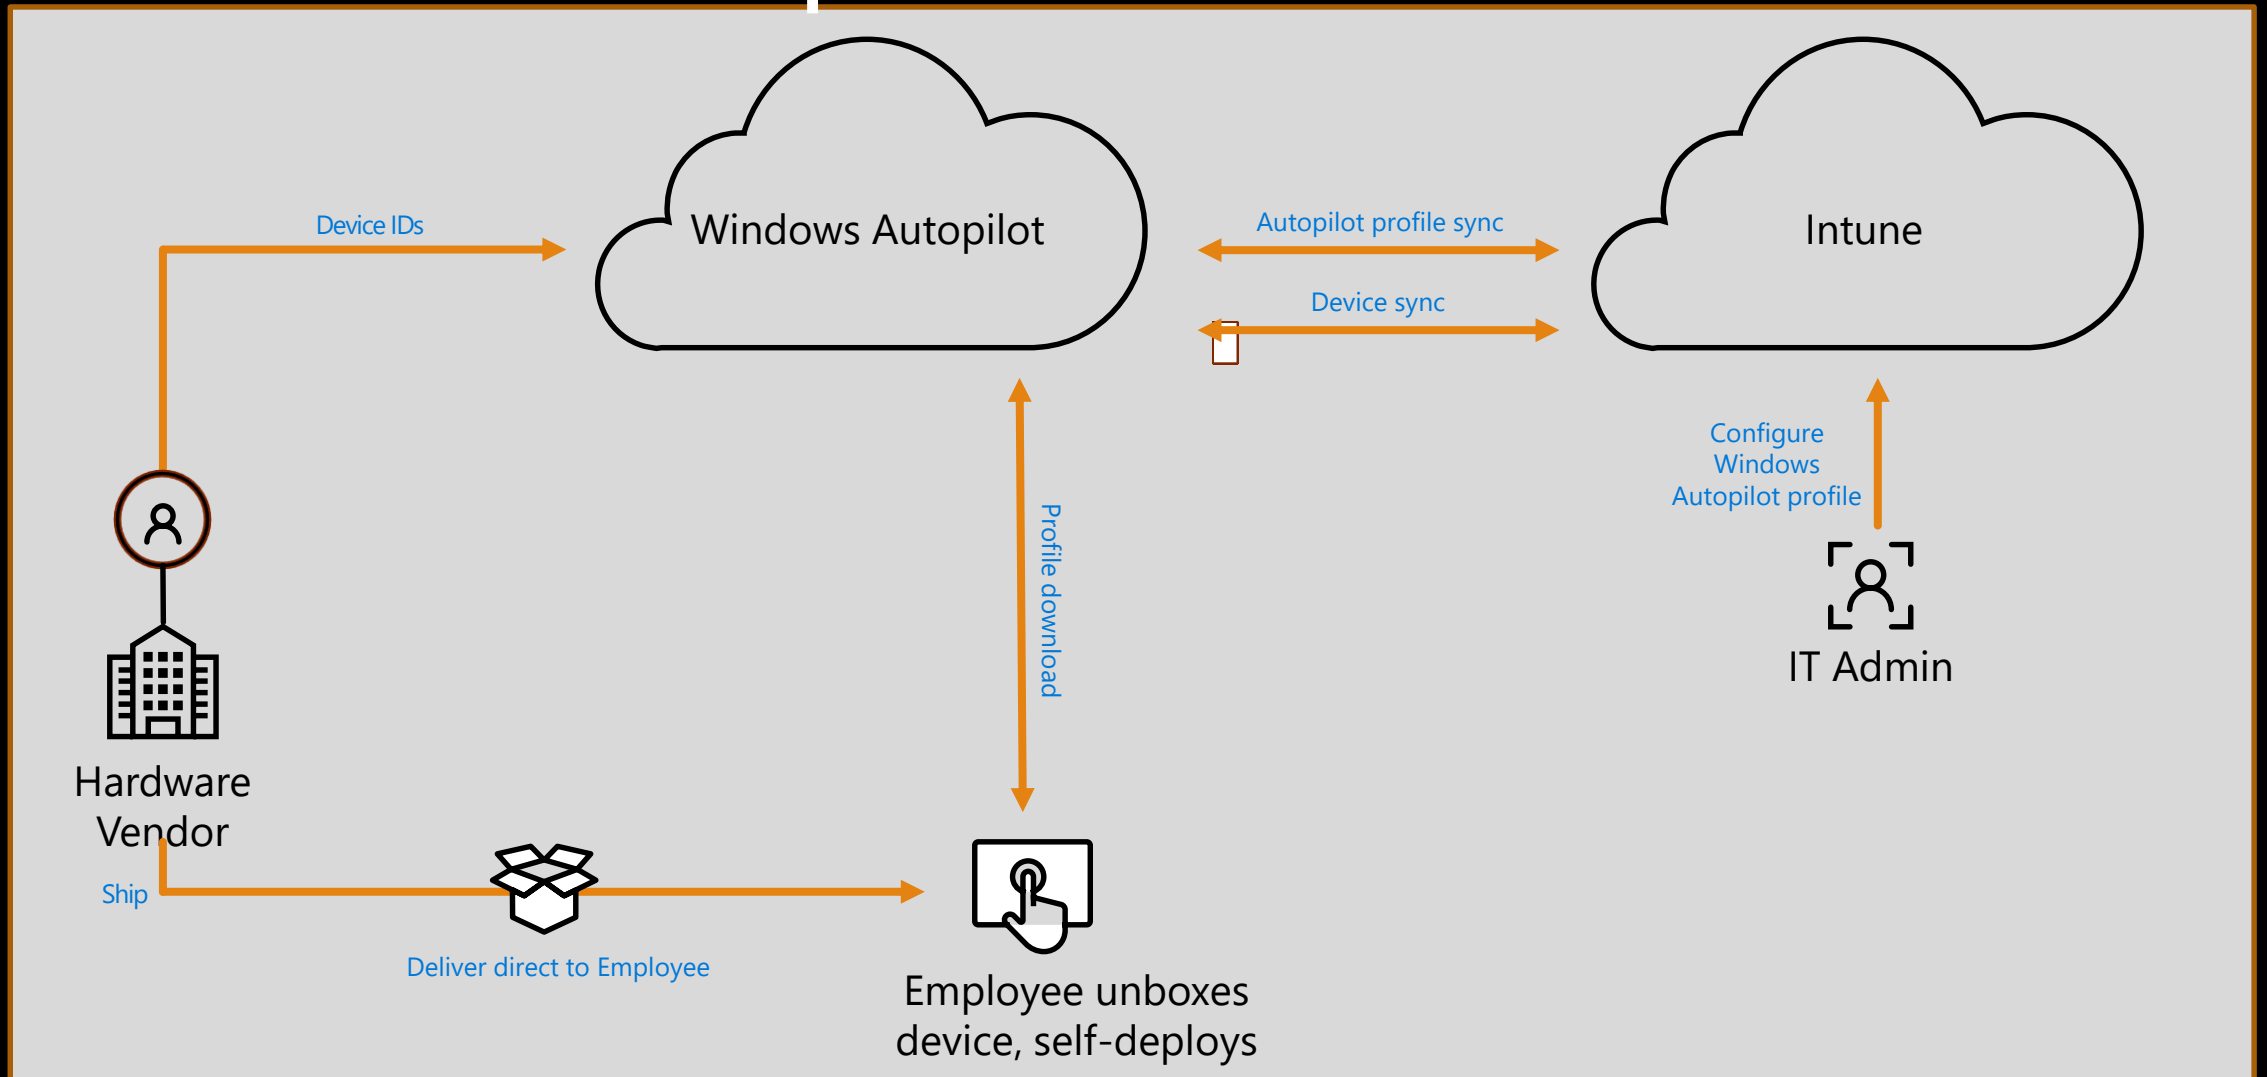 Windows Autopilot
Intune
Device IDs
Autopilot profile sync
Device sync
Configure
Windows
Autopilot profile
Profile download
IT Admin
Hardware
Vendor
Ship
Deliver direct to Employee
Employee unboxes
device, self-deploys